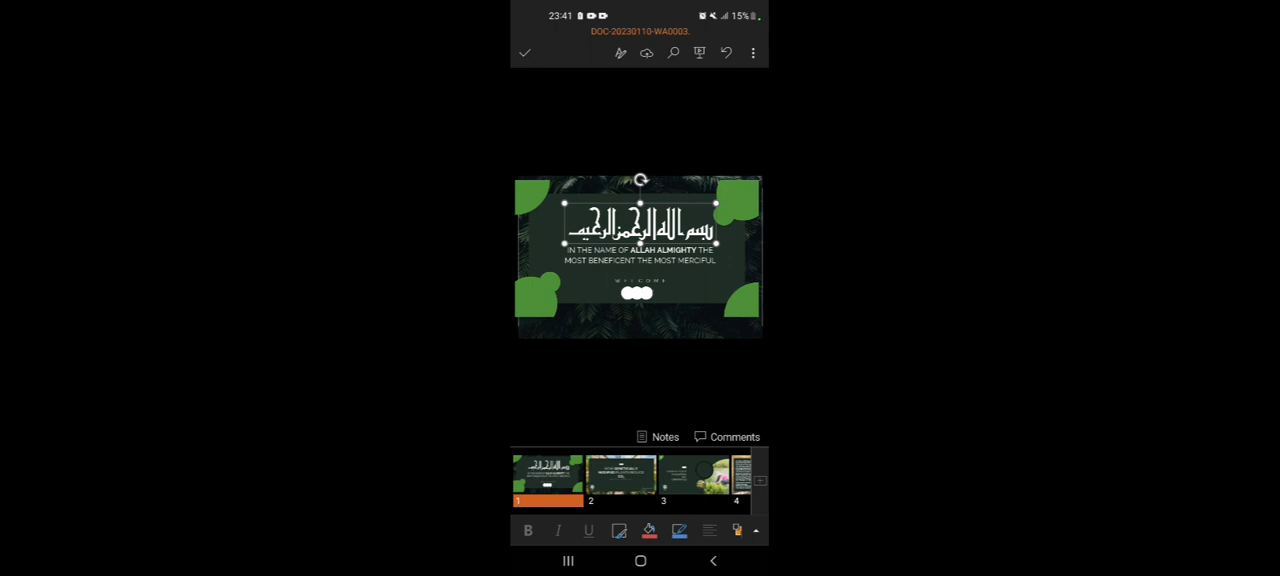 23:41
15%
DOC-20230110-WA0003.
بسم الله الرحمن الرحيم
IN THE NAME OF ALLAH ALMIGHTY THE
MOST BENEFICENT THE MOST MERCIFUL
WELCOME
Notes
Comments
1
2
3
4
B I U